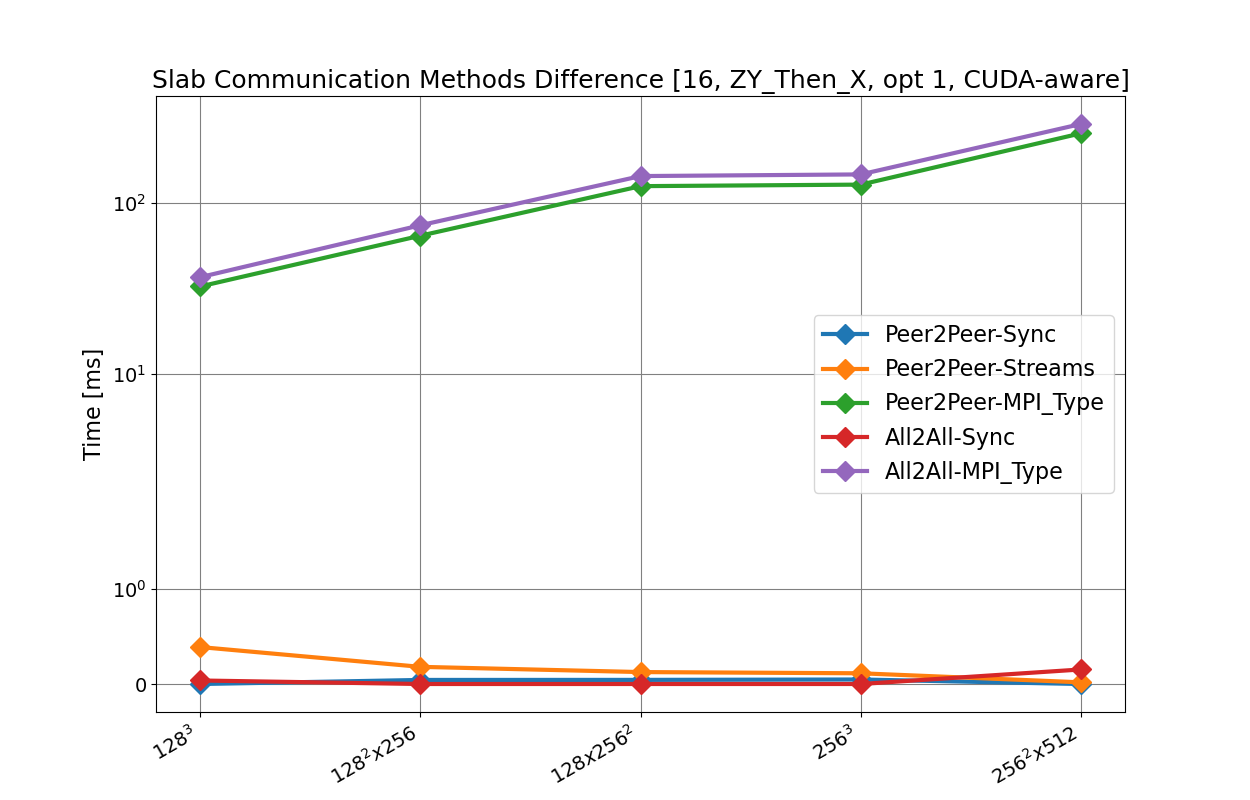 Slab Communication Methods Difference [16, ZY_Then_X, opt 1, CUDA-aware]
Time [ms]
10²
10¹
10⁰
0
Peer2Peer-Sync
Peer2Peer-Streams
Peer2Peer-MPI_Type
All2All-Sync
All2All-MPI_Type
128³
128²x256
128x256²
256³
256²x512